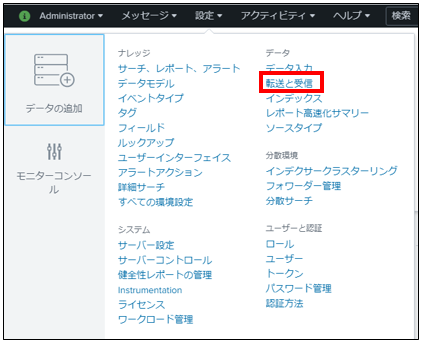 Administrator メッセージ 設定 アクティビティ ヘルプ 検索
データの追加
モニターコンソー
ル
ナレッジ
サーチ、レポート、アラート
データモデル
イベントタイプ
タグ
フィールド
ルックアップ
ユーザーインターフェイス
アラートアクション
詳細サーチ
すべての環境設定
システム
サーバー設定
サーバーコントロール
健全性レポートの管理
Instrumentation
ライセンス
ワークロード管理
データ
データ入力
転送と受信
インデックス
レポート高速化サマリー
ソースタイプ
分散環境
インデクサークラスターリング
フォワーダー管理
分散サーチ
ユーザーと認証
ロール
ユーザー
トークン
パスワード管理
認証方法